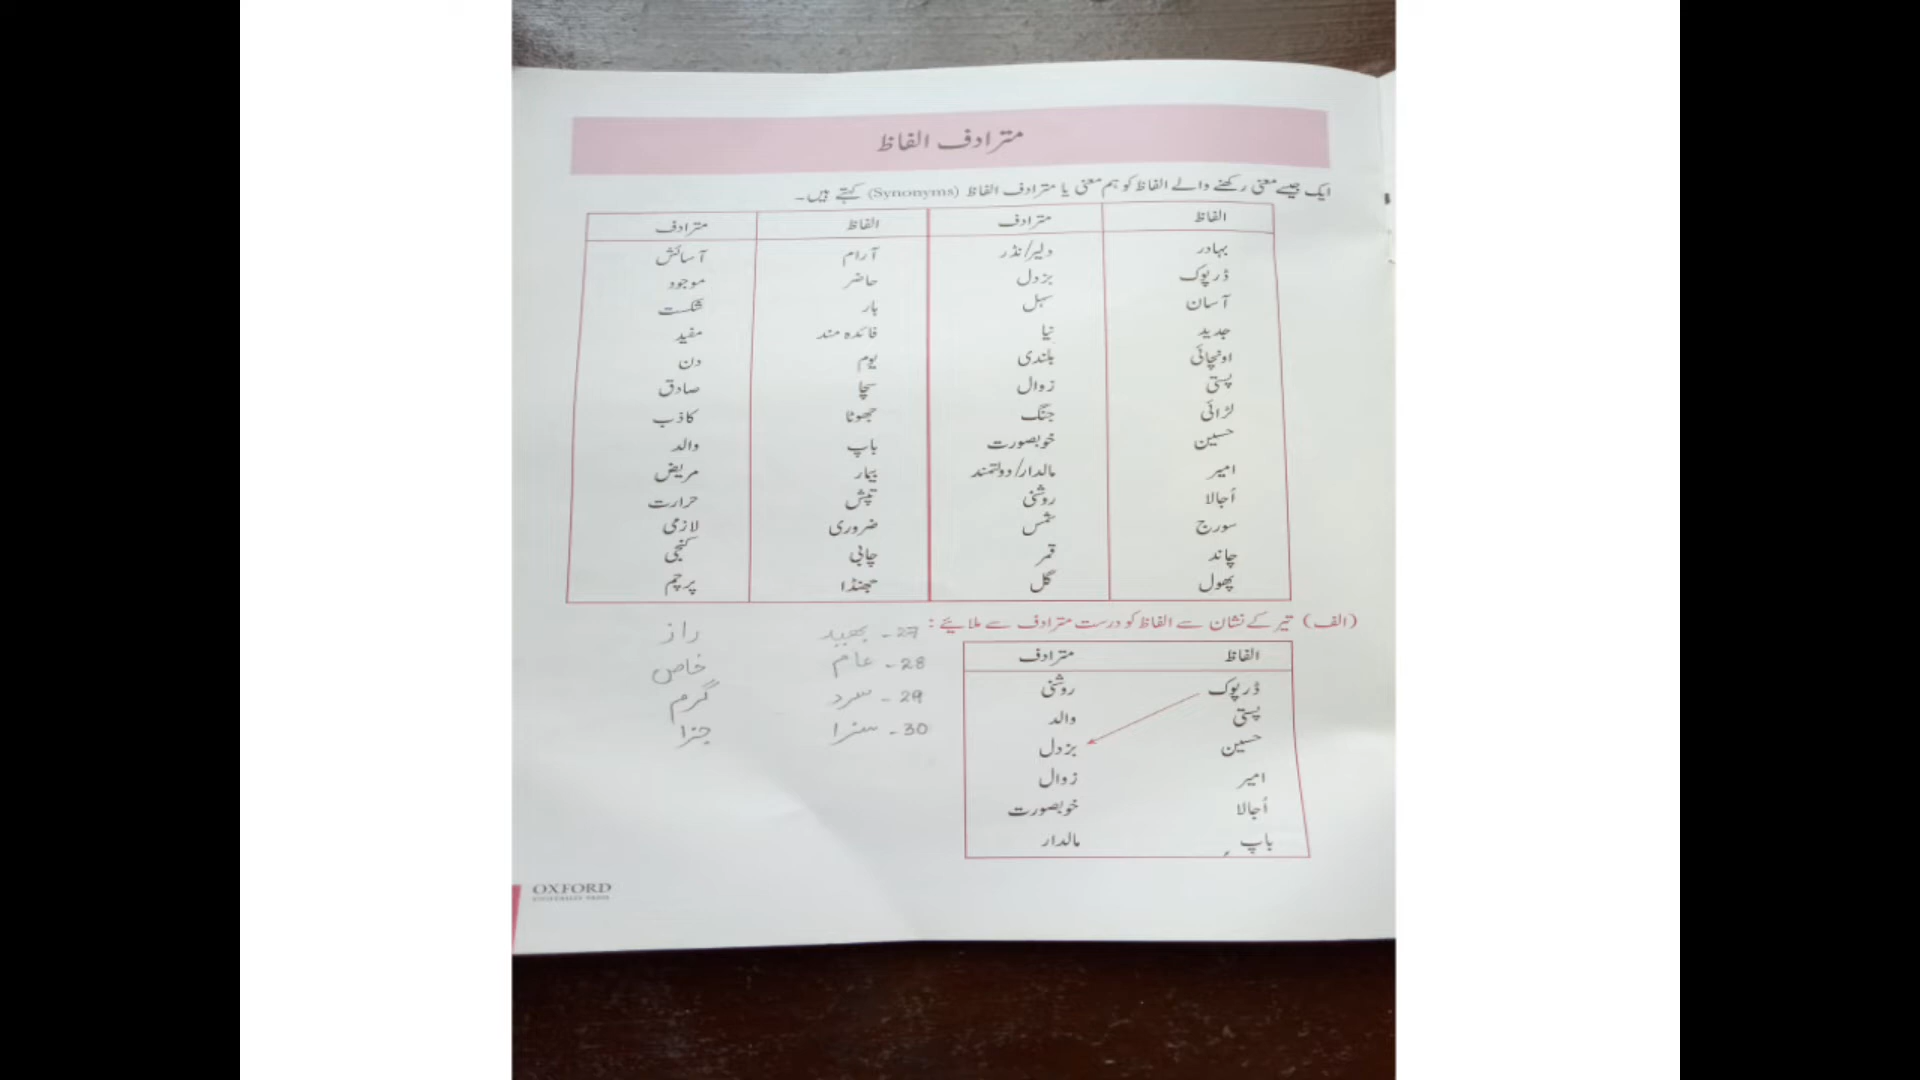 مترادف الفاظ
ایک جیسے معنی رکھنے والے الفاظ کو ہم معنی یا مترادف الفاظ (Synonyms) کہتے ہیں۔
الفاظ مترادف الفاظ مترادف
بہادر دلیر/نڈر آرام آسائش
ڈرپوک بزدل حاضر موجود
آسان سہل ہار شکست
جدید نیا فائدہ مند مفید
اونچائی بلندی یوم دن
پستی زوال سچا صادق
لڑائی جنگ جھوٹا کاذب
حسین خوبصورت باپ والد
امیر مالدار/دولتمند بیمار مریض
اُجالا روشنی تپش حرارت
سورج شمس ضروری لازمی
چاند قمر چابی کنجی
پھول گل جھنڈا پرچم
(الف) تیر کے نشان سے الفاظ کو درست مترادف سے ملایئے:
الفاظ مترادف
ڈرپوک روشنی
پستی والد
حسین بزدل
امیر زوال
اُجالا خوبصورت
باپ مالدار
27- بھید راز
28- عام خاص
29- سرد گرم
30- سزا جزا
OXFORD
UNIVERSITY PRESS